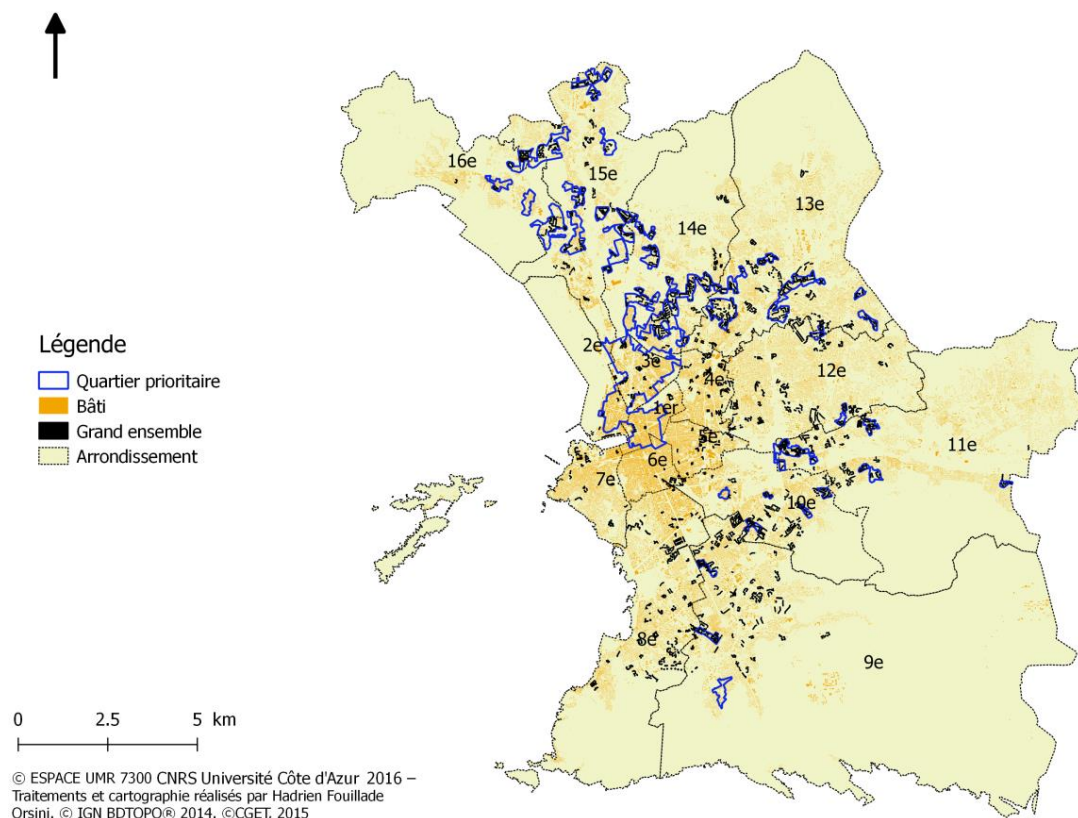 16e
15e
14e
13e
Légende
Quartier prioritaire
Bâti
Grand ensemble
Arrondissement
2e
3e
4e
12e
1er
5e
11e
6e
7e
10e
8e
9e
0 2.5 5 km
© ESPACE UMR 7300 CNRS Université Côte d'Azur 2016 –
Traitements et cartographie réalisés par Hadrien Fouillade
Orsini. © IGN BDTOPO® 2014. ©CGET. 2015